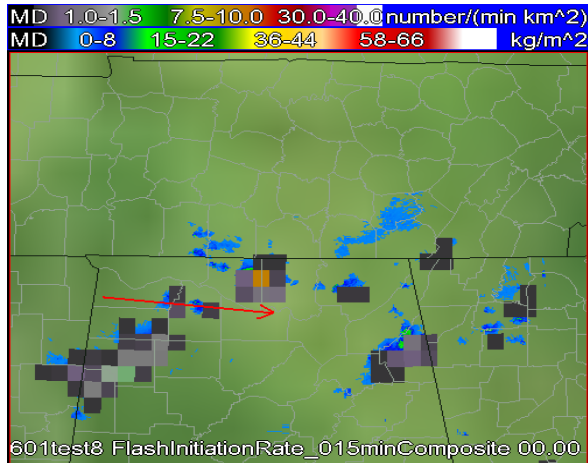 MD 1.0-1.5 7.5-10.0 30.0-40.0 number/(min km^2)
MD 0-8 15-22 36-44 58-66 kg/m^2
601test8 FlashInitiationRate_015minComposite 00.00